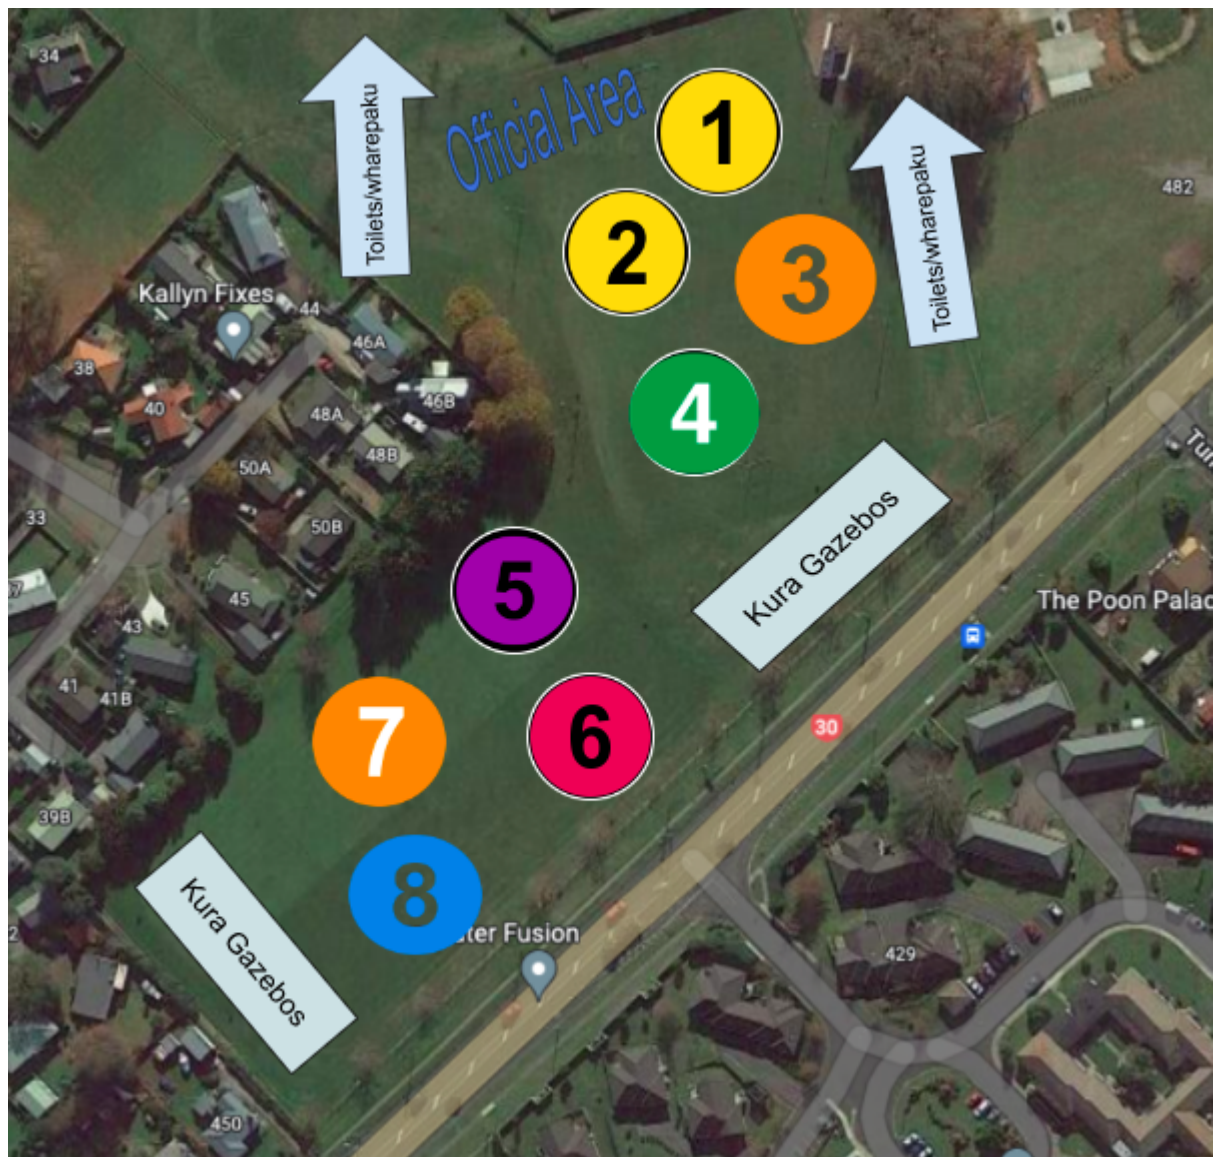 34
Toilets/wharepaku
Official Area
1
Toilets/wharepaku
482
2
3
Kallyn Fixes
44
46A
38
46B
40
48A
4
48B
50A
Kura Gazebos
33
50B
5
45
The Poon Palac
43
41
41B
7
6
30
39B
8
Kura Gazebos
ater Fusion
429
450